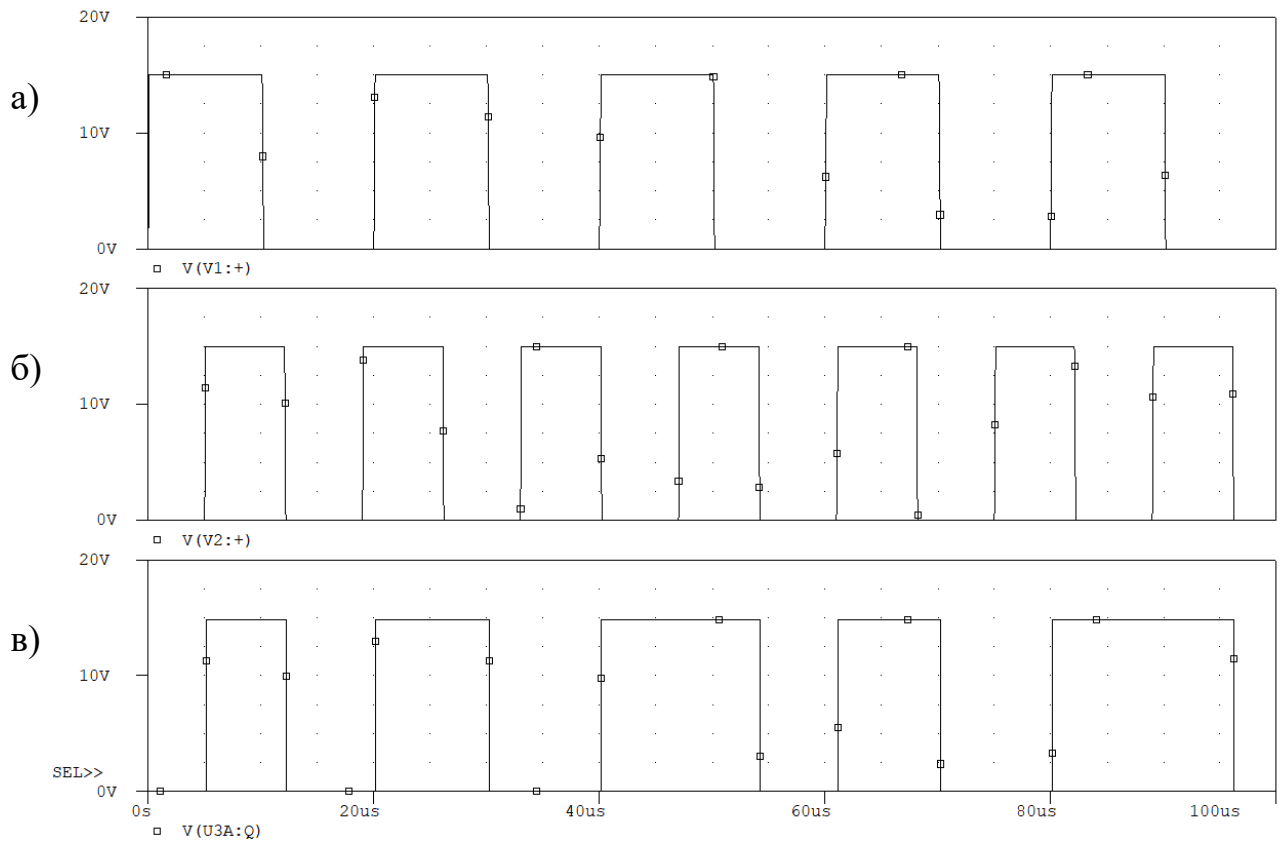 20V
а)
10V
0V
V(V1:+)
20V
б)
10V
0V
V(V2:+)
20V
в)
10V
SEL>>
0V
0s 20us 40us 60us 80us 100us
V(U3A:Q)